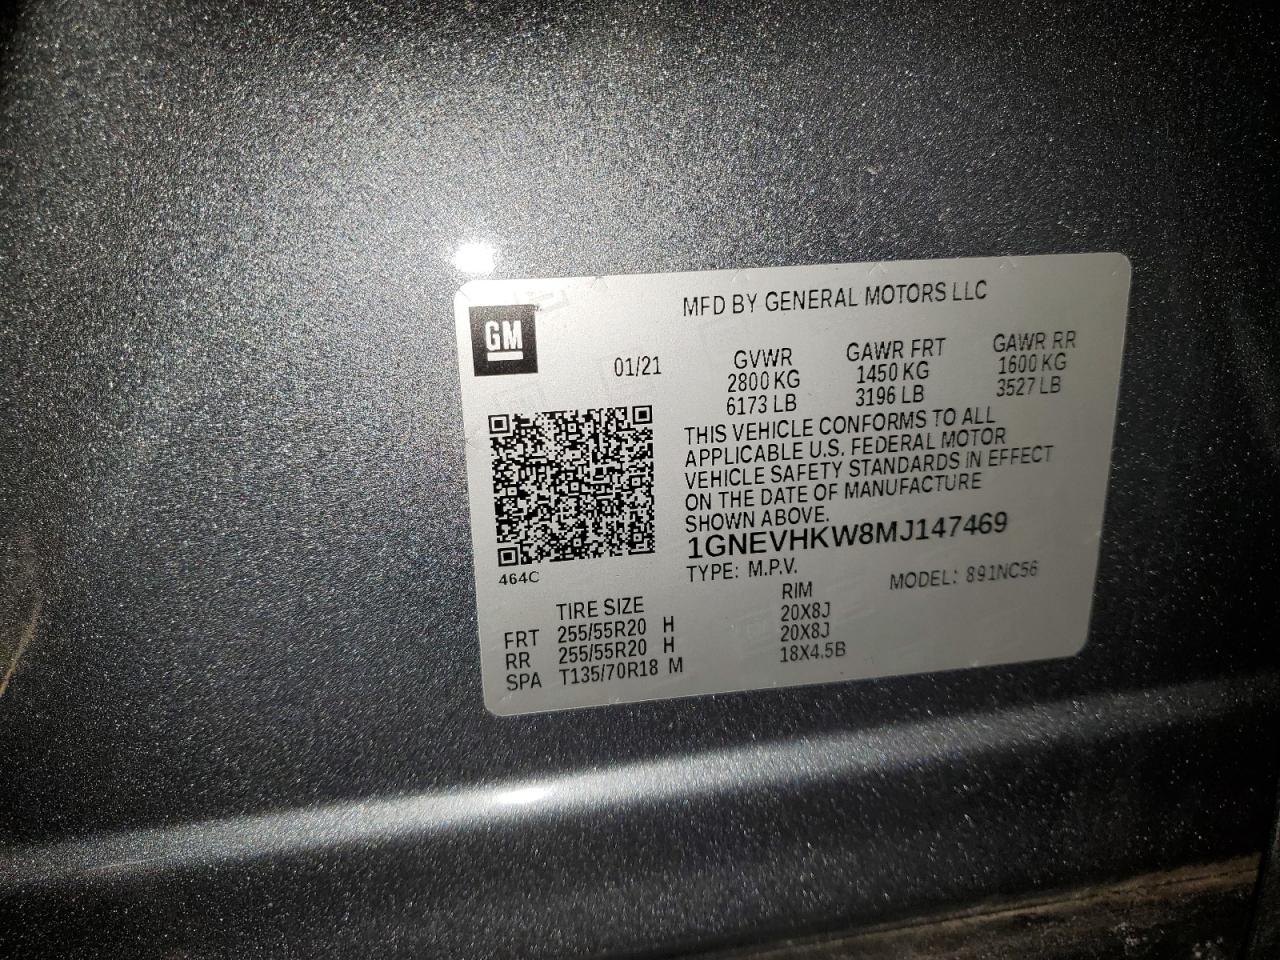 MFD BY GENERAL MOTORS LLC
GM
01/21 GVWR GAWR FRT GAWR RR
2800 KG 1450 KG 1600 KG
6173 LB 3196 LB 3527 LB
THIS VEHICLE CONFORMS TO ALL
APPLICABLE U.S. FEDERAL MOTOR
VEHICLE SAFETY STANDARDS IN EFFECT
ON THE DATE OF MANUFACTURE
SHOWN ABOVE.
1GNEVHKW8MJ147469
464C
TYPE: M.P.V. MODEL: 891NC56
TIRE SIZE RIM
FRT 255/55R20 H 20X8J
RR 255/55R20 H 20X8J
SPA T135/70R18 M 18X4.5B